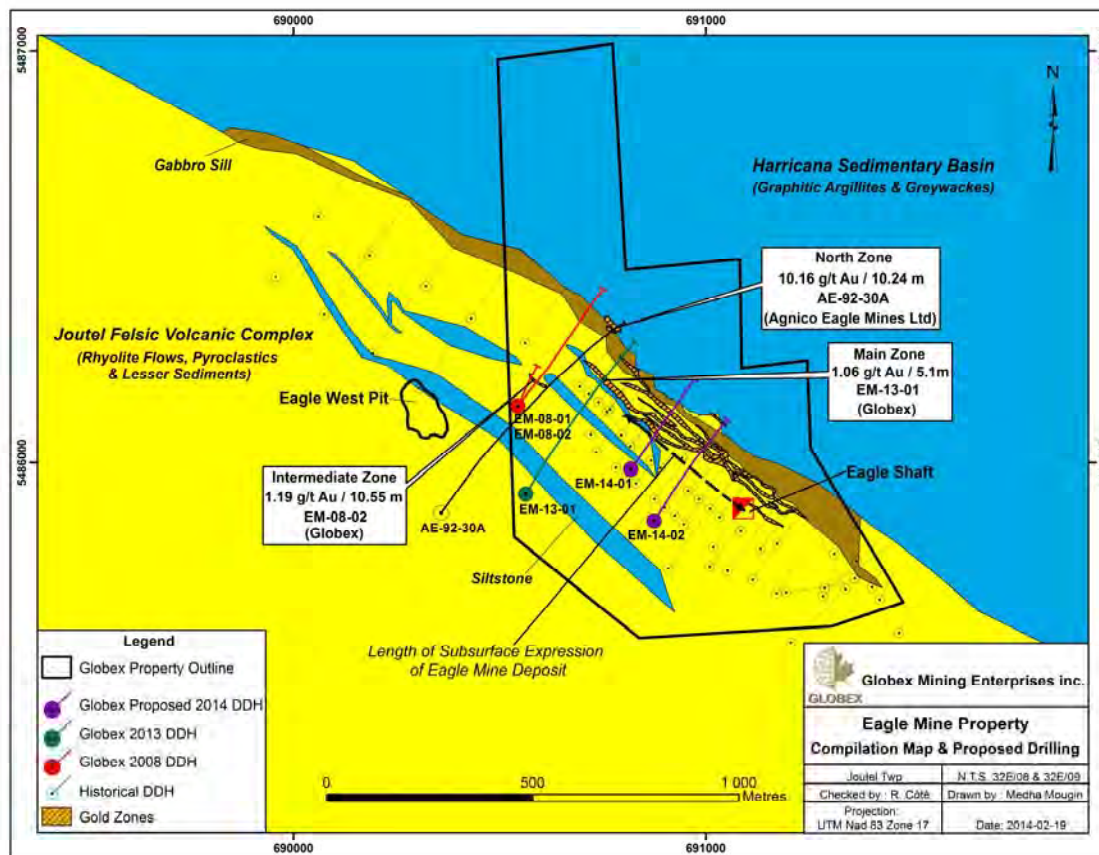 690000
691000
5487000
N
Gabbro Sill
Harricana Sedimentary Basin
(Graphitic Argillites & Greywackes)
North Zone
10.16 g/t Au / 10.24 m
AE-92-30A
(Agnico Eagle Mines Ltd)
Joutel Felsic Volcanic Complex
(Rhyolite Flows, Pyroclastics
& Lesser Sediments)
Main Zone
1.06 g/t Au / 5.1m
EM-13-01
(Globex)
Eagle West Pit
EM-08-01
EM-08-02
5486000
Eagle Shaft
Intermediate Zone
1.19 g/t Au / 10.55 m
EM-08-02
(Globex)
EM-14-01
EM-13-01
AE-92-30A
EM-14-02
Siltstone
Length of Subsurface Expression
of Eagle Mine Deposit
Legend
Globex Property Outline
Globex Proposed 2014 DDH
Globex 2013 DDH
Globex 2008 DDH
Historical DDH
Gold Zones
0 500 1 000
Metres
GLOBEX
Globex Mining Enterprises inc.
Eagle Mine Property
Compilation Map & Proposed Drilling
Joutel Twp
N.T.S. 32E/08 & 32E/09
Checked by : R. Côté
Drawn by : Medha Mougin
Projection:
UTM Nad 83 Zone 17
Date: 2014-02-19
690000
691000